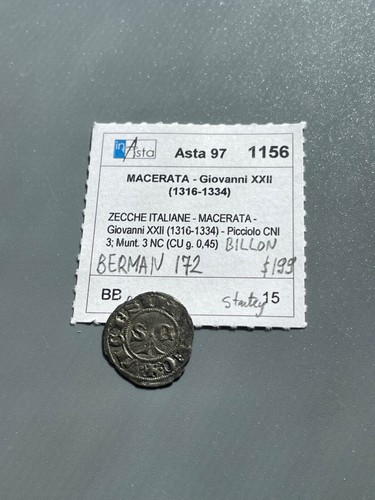 inAsta Asta 97 1156
MACERATA - Giovanni XXII
(1316-1334)
ZECCHE ITALIANE - MACERATA -
Giovanni XXII (1316-1334) - Picciolo CNI
3; Munt. 3 NC (CU g. 0,45) BILLON
BERMAN 172 $199
BB 15